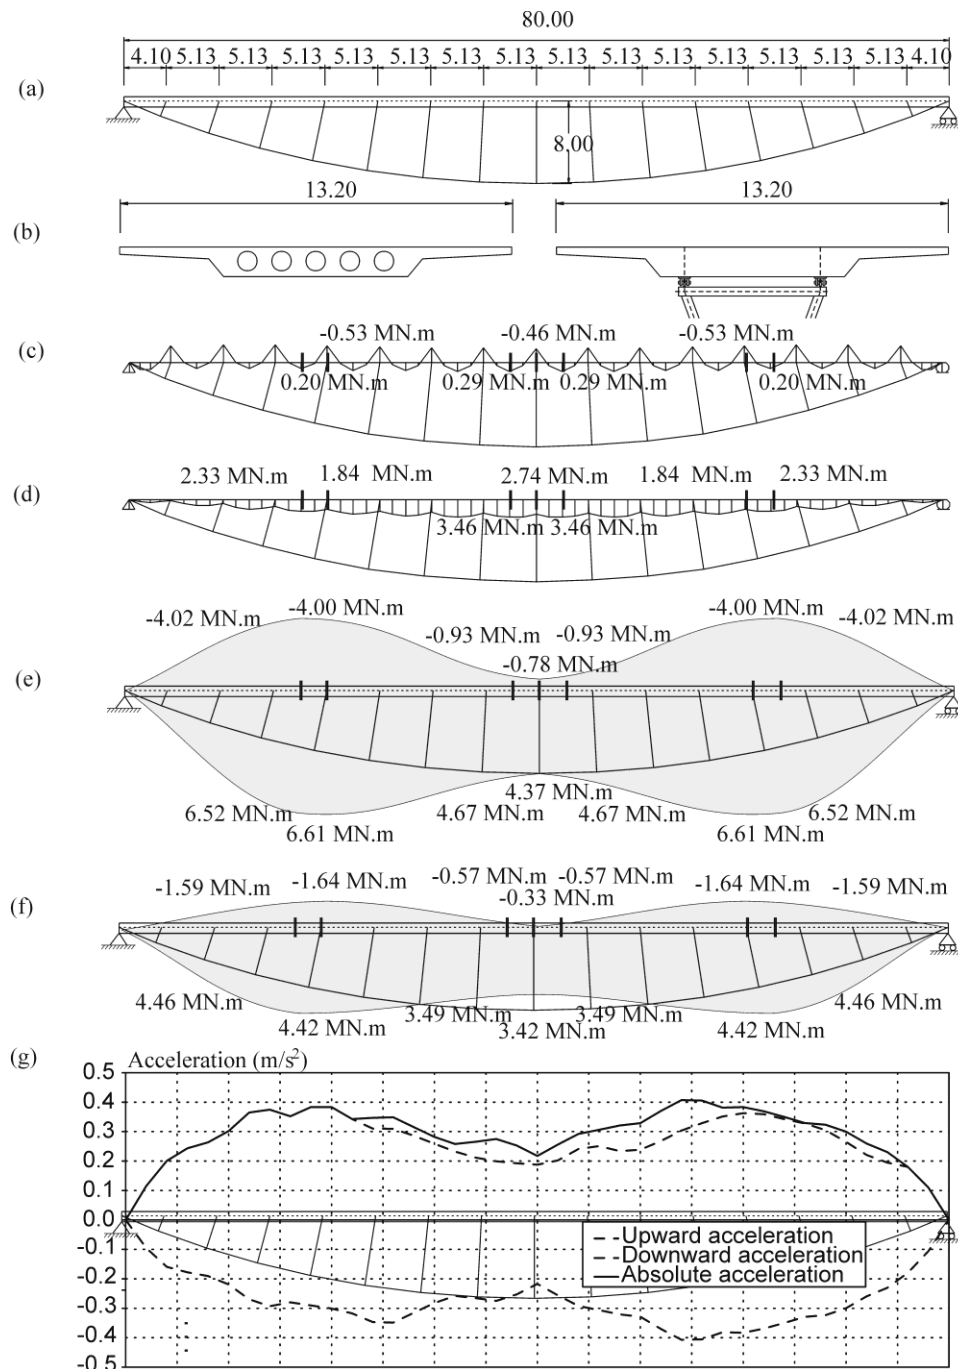 80.00
4.10 5.13 5.13 5.13 5.13 5.13 5.13 5.13 5.13 5.13 5.13 5.13 5.13 5.13 5.13 4.10
(a)
8.00
13.20 13.20
(b)
(c)
-0.53 MN.m -0.46 MN.m -0.53 MN.m
0.20 MN.m 0.29 MN.m 0.29 MN.m 0.20 MN.m
(d)
2.33 MN.m 1.84 MN.m 2.74 MN.m 1.84 MN.m 2.33 MN.m
3.46 MN.m 3.46 MN.m
-4.02 MN.m -4.00 MN.m -4.00 MN.m -4.02 MN.m
-0.93 MN.m -0.93 MN.m
-0.78 MN.m
(e)
4.37 MN.m
6.52 MN.m 4.67 MN.m 4.67 MN.m 6.52 MN.m
6.61 MN.m 6.61 MN.m
-1.59 MN.m -1.64 MN.m -0.57 MN.m -0.57 MN.m -1.64 MN.m -1.59 MN.m
-0.33 MN.m
(f)
4.46 MN.m 3.49 MN.m 3.49 MN.m 4.46 MN.m
4.42 MN.m 3.42 MN.m 4.42 MN.m
(g)
Acceleration (m/s²)
0.5
0.4
0.3
0.2
0.1
0.0
-0.1
-0.2
-0.3
-0.4
-0.5
Upward acceleration
Downward acceleration
Absolute acceleration